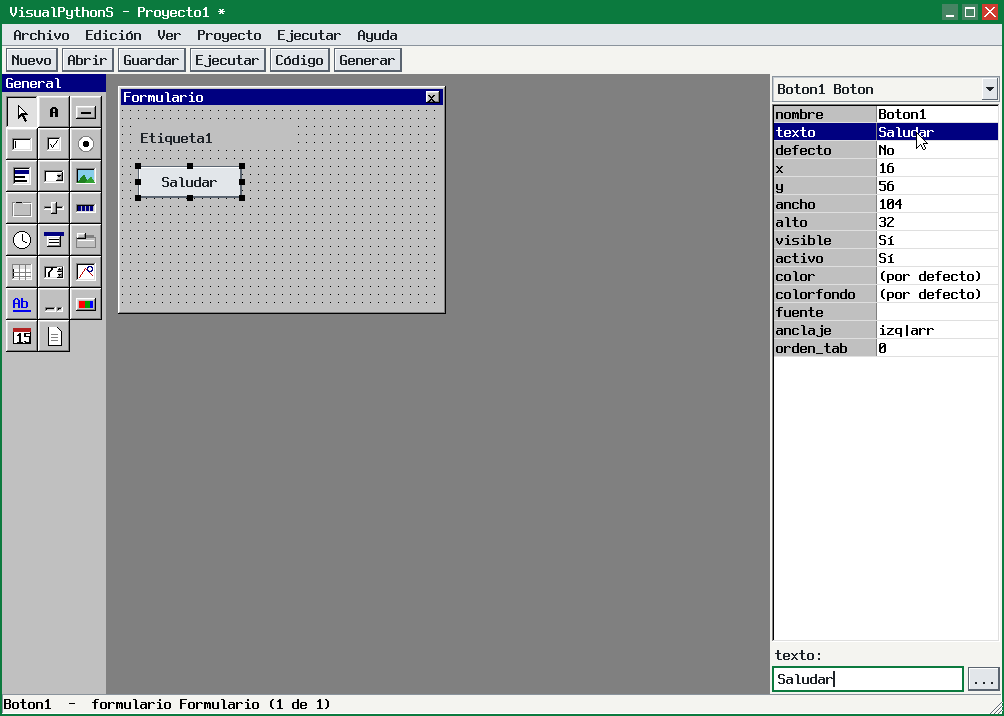 VisualPythonS - Proyecto1 *
Archivo Edición Ver Proyecto Ejecutar Ayuda
Nuevo Abrir Guardar Ejecutar Código Generar
General
A
Ab
15
Formulario
Etiqueta1
Saludar
Boton1 Boton
nombre Boton1
texto Saludar
defecto No
x 16
y 56
ancho 104
alto 32
visible Sí
activo Sí
color (por defecto)
colorfondo (por defecto)
fuente
anclaje izq|arr
orden_tab 0
texto:
Saludar ...
Boton1 - formulario Formulario (1 de 1)